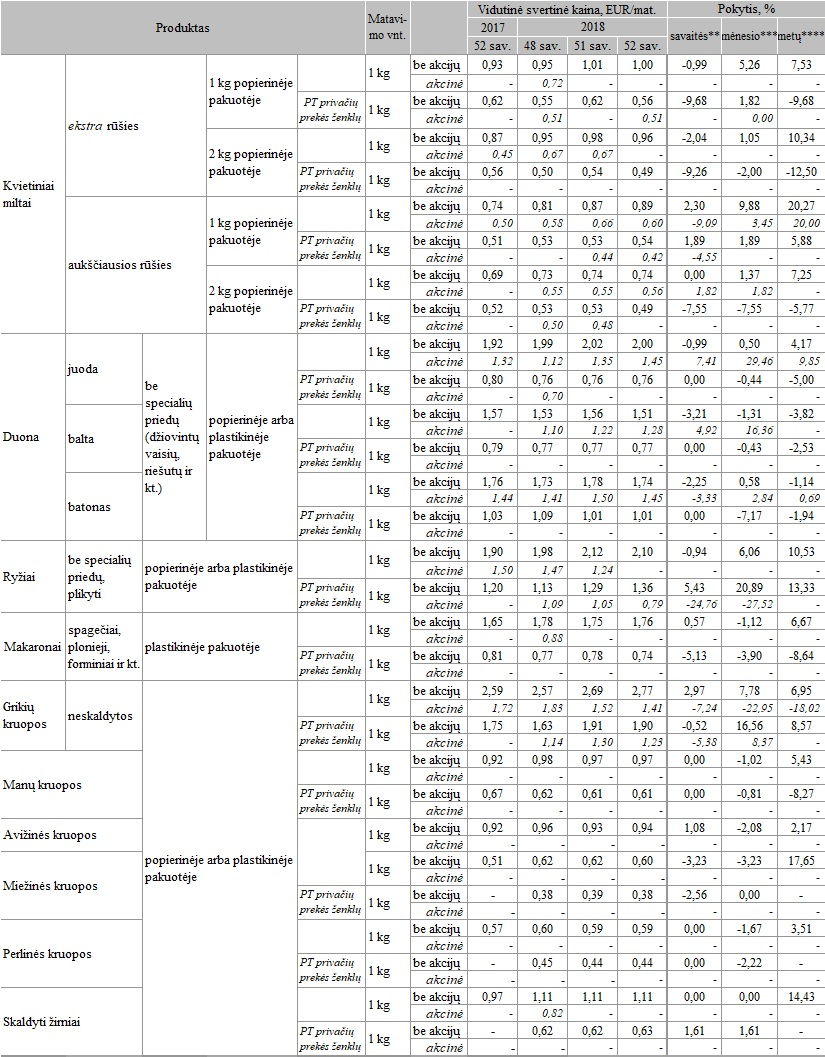 Produktas Matavi- Vidutinė svertinė kaina, EUR/mat. Pokytis, %
mo vnt. 2017 2018 savaitės** mėnesio*** metų****
52 sav. 48 sav. 51 sav. 52 sav.
Kvietiniai miltai ekstra rūšies 1 kg popierinėje pakuotėje 1 kg be akcijų 0,93 0,95 1,01 1,00 -0,99 5,26 7,53
akcinė - 0,72 - - - - -
PT privačių prekės ženklų 1 kg be akcijų 0,62 0,55 0,62 0,56 -9,68 1,82 -9,68
akcinė - 0,51 - 0,51 - 0,00 -
2 kg popierinėje pakuotėje 1 kg be akcijų 0,87 0,95 0,98 0,96 -2,04 1,05 10,34
akcinė 0,45 0,67 0,67 - - - -
PT privačių prekės ženklų 1 kg be akcijų 0,56 0,50 0,54 0,49 -9,26 -2,00 -12,50
akcinė - - - - - - -
aukščiausios rūšies 1 kg popierinėje pakuotėje 1 kg be akcijų 0,74 0,81 0,87 0,89 2,30 9,88 20,27
akcinė 0,50 0,58 0,66 0,60 -9,09 3,45 20,00
PT privačių prekės ženklų 1 kg be akcijų 0,51 0,53 0,53 0,54 1,89 1,89 5,88
akcinė - - 0,44 0,42 -4,55 - -
2 kg popierinėje pakuotėje 1 kg be akcijų 0,69 0,73 0,74 0,74 0,00 1,37 7,25
akcinė - 0,55 0,55 0,56 1,82 1,82 -
PT privačių prekės ženklų 1 kg be akcijų 0,52 0,53 0,53 0,49 -7,55 -7,55 -5,77
akcinė - 0,50 0,48 - - - -
Duona juoda be specialių priedų (džiovintų vaisių, riešutų ir kt.) popierinėje arba plastikinėje pakuotėje 1 kg be akcijų 1,92 1,99 2,02 2,00 -0,99 0,50 4,17
akcinė 1,32 1,12 1,35 1,45 7,41 29,46 9,85
PT privačių prekės ženklų 1 kg be akcijų 0,80 0,76 0,76 0,76 0,00 -0,44 -5,00
akcinė - 0,70 - - - - -
balta 1 kg be akcijų 1,57 1,53 1,56 1,51 -3,21 -1,31 -3,82
akcinė - 1,10 1,22 1,28 4,92 16,36 -
PT privačių prekės ženklų 1 kg be akcijų 0,79 0,77 0,77 0,77 0,00 -0,43 -2,53
akcinė - - - - - - -
batonas 1 kg be akcijų 1,76 1,73 1,78 1,74 -2,25 0,58 -1,14
akcinė 1,44 1,41 1,50 1,45 -3,33 2,84 0,69
PT privačių prekės ženklų 1 kg be akcijų 1,03 1,09 1,01 1,01 0,00 -7,17 -1,94
akcinė - - - - - - -
Ryžiai be specialių priedų, plikyti popierinėje arba plastikinėje pakuotėje 1 kg be akcijų 1,90 1,98 2,12 2,10 -0,94 6,06 10,53
akcinė 1,50 1,47 1,24 - - - -
PT privačių prekės ženklų 1 kg be akcijų 1,20 1,13 1,29 1,36 5,43 20,89 13,33
akcinė - 1,09 1,05 0,79 -24,76 -27,52 -
Makaronai spagečiai, plonieji, forminiai ir kt. plastikinėje pakuotėje 1 kg be akcijų 1,65 1,78 1,75 1,76 0,57 -1,12 6,67
akcinė - 0,88 - - - - -
PT privačių prekės ženklų 1 kg be akcijų 0,81 0,77 0,78 0,74 -5,13 -3,90 -8,64
akcinė - - - - - - -
Grikių kruopos neskaldytos popierinėje arba plastikinėje pakuotėje 1 kg be akcijų 2,59 2,57 2,69 2,77 2,97 7,78 6,95
akcinė 1,72 1,83 1,52 1,41 -7,24 -22,95 -18,02
PT privačių prekės ženklų 1 kg be akcijų 1,75 1,63 1,91 1,90 -0,52 16,56 8,57
akcinė - 1,14 1,30 1,23 -5,38 8,37 -
Manų kruopos 1 kg be akcijų 0,92 0,98 0,97 0,97 0,00 -1,02 5,43
akcinė - - - - - - -
PT privačių prekės ženklų 1 kg be akcijų 0,67 0,62 0,61 0,61 0,00 -0,81 -8,27
akcinė - - - - - - -
Avižinės kruopos 1 kg be akcijų 0,92 0,96 0,93 0,94 1,08 -2,08 2,17
akcinė - - - - - - -
Miežinės kruopos 1 kg be akcijų 0,51 0,62 0,62 0,60 -3,23 -3,23 17,65
akcinė - - - - - - -
PT privačių prekės ženklų 1 kg be akcijų - 0,38 0,39 0,38 -2,56 0,00 -
akcinė - - - - - - -
Perlinės kruopos 1 kg be akcijų 0,57 0,60 0,59 0,59 0,00 -1,67 3,51
akcinė - - - - - - -
PT privačių prekės ženklų 1 kg be akcijų - 0,45 0,44 0,44 0,00 -2,22 -
akcinė - - - - - - -
Skaldyti žirniai 1 kg be akcijų 0,97 1,11 1,11 1,11 0,00 0,00 14,43
akcinė - 0,82 - - - - -
PT privačių prekės ženklų 1 kg be akcijų - 0,62 0,62 0,63 1,61 1,61 -
akcinė - - - - - - -